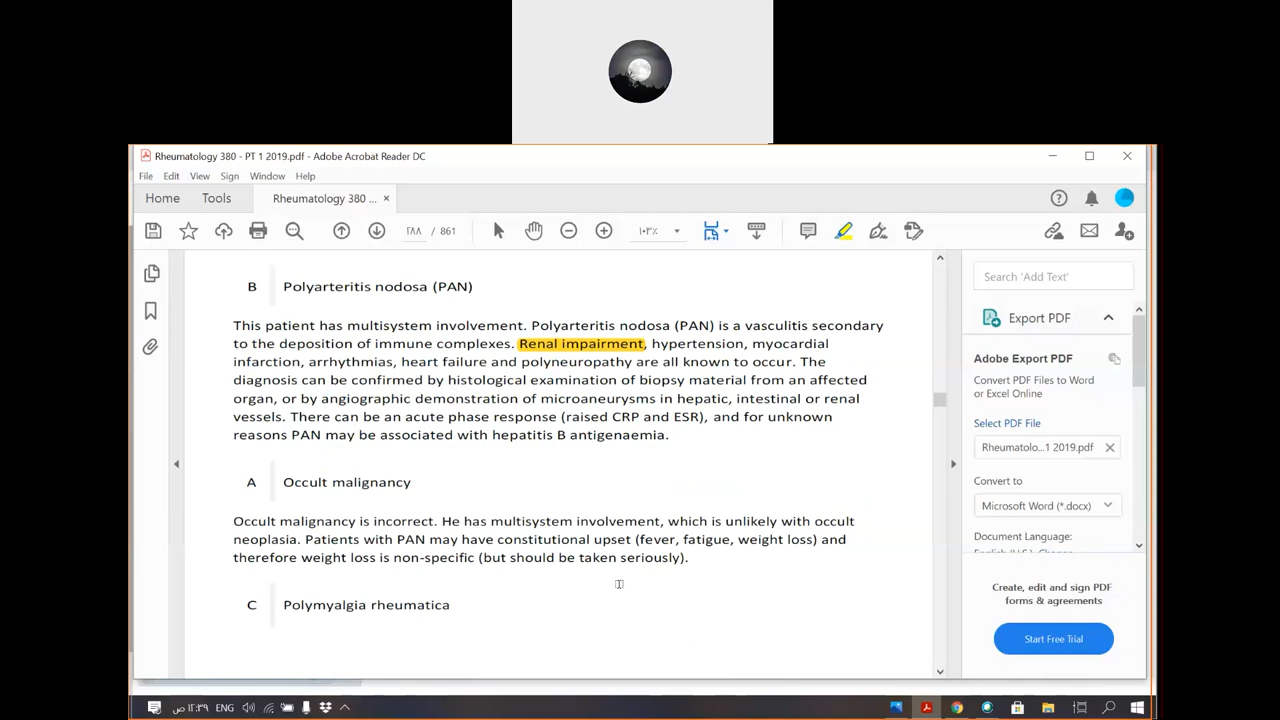 Rheumatology 380 - PT 1 2019.pdf - Adobe Acrobat Reader DC
File Edit View Sign Window Help
Home Tools Rheumatology 380 ... ×
٢٨٨ / 861 ١٠٣٪
B Polyarteritis nodosa (PAN)
This patient has multisystem involvement. Polyarteritis nodosa (PAN) is a vasculitis secondary
to the deposition of immune complexes. Renal impairment, hypertension, myocardial
infarction, arrhythmias, heart failure and polyneuropathy are all known to occur. The
diagnosis can be confirmed by histological examination of biopsy material from an affected
organ, or by angiographic demonstration of microaneurysms in hepatic, intestinal or renal
vessels. There can be an acute phase response (raised CRP and ESR), and for unknown
reasons PAN may be associated with hepatitis B antigenaemia.
A Occult malignancy
Occult malignancy is incorrect. He has multisystem involvement, which is unlikely with occult
neoplasia. Patients with PAN may have constitutional upset (fever, fatigue, weight loss) and
therefore weight loss is non-specific (but should be taken seriously).
C Polymyalgia rheumatica
Search 'Add Text'
Export PDF
Adobe Export PDF
Convert PDF Files to Word
or Excel Online
Select PDF File
Rheumatolo...1 2019.pdf
Convert to
Microsoft Word (*.docx)
Document Language:
English (U.S.) Change
Create, edit and sign PDF
forms & agreements
Start Free Trial
ص ١٢:٣٩ ENG